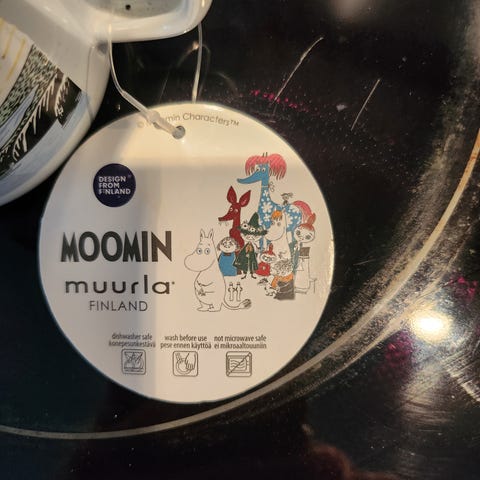 © Moomin Characters™
DESIGN
FROM
FINLAND
MOOMIN
muurla®
FINLAND
dishwasher safe
konepesunkestävä
wash before use
pese ennen käyttöä
not microwave safe
ei mikroaaltouuniin